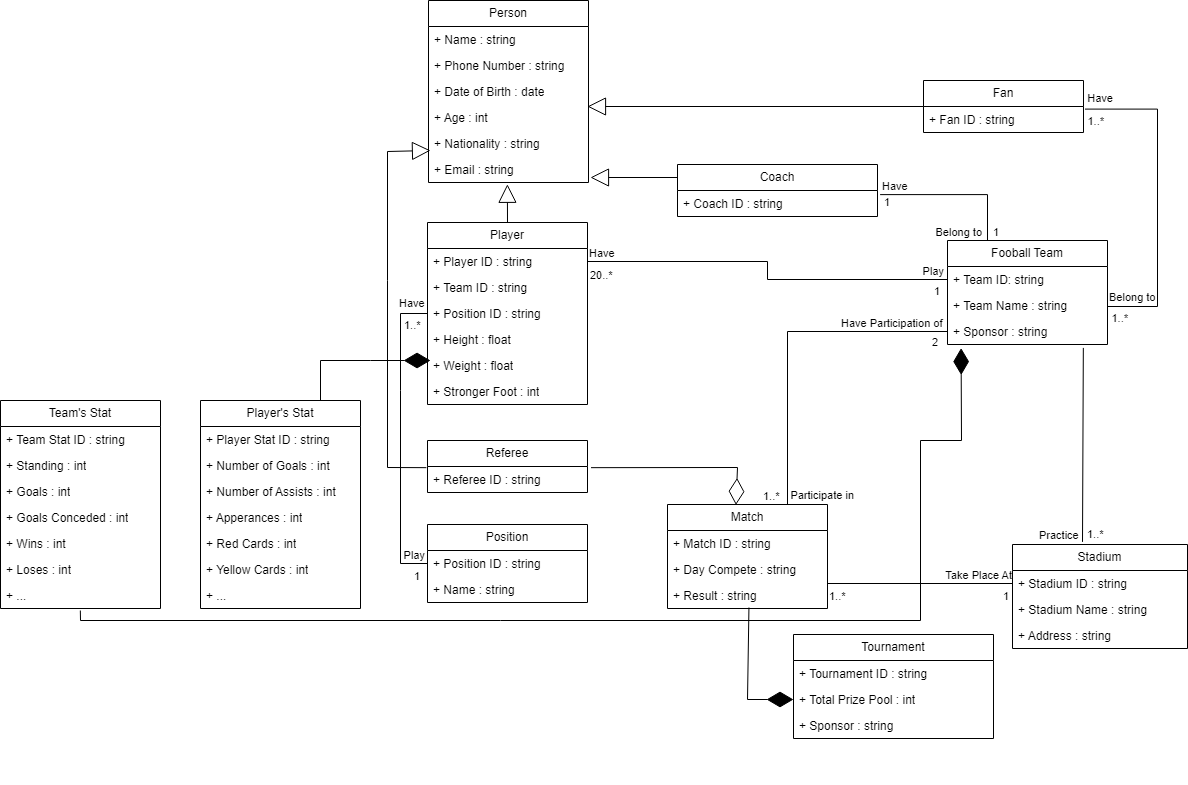 Person
+ Name : string
+ Phone Number : string
+ Date of Birth : date
+ Age : int
+ Nationality : string
+ Email : string
Fan
+ Fan ID : string
Have
1..*
Coach
+ Coach ID : string
Have
1
Belong to
1
Player
+ Player ID : string
+ Team ID : string
+ Position ID : string
+ Height : float
+ Weight : float
+ Stronger Foot : int
Have
20..*
Play
1
Have
1..*
Fooball Team
+ Team ID: string
+ Team Name : string
+ Sponsor : string
Belong to
1..*
Have Participation of
2
Team's Stat
+ Team Stat ID : string
+ Standing : int
+ Goals : int
+ Goals Conceded : int
+ Wins : int
+ Loses : int
+ ...
Player's Stat
+ Player Stat ID : string
+ Number of Goals : int
+ Number of Assists : int
+ Apperances : int
+ Red Cards : int
+ Yellow Cards : int
+ ...
Referee
+ Referee ID : string
Play
1
Position
+ Position ID : string
+ Name : string
1..*
Participate in
Match
+ Match ID : string
+ Day Compete : string
+ Result : string
1..*
Take Place At
1
Practice
1..*
Stadium
+ Stadium ID : string
+ Stadium Name : string
+ Address : string
Tournament
+ Tournament ID : string
+ Total Prize Pool : int
+ Sponsor : string